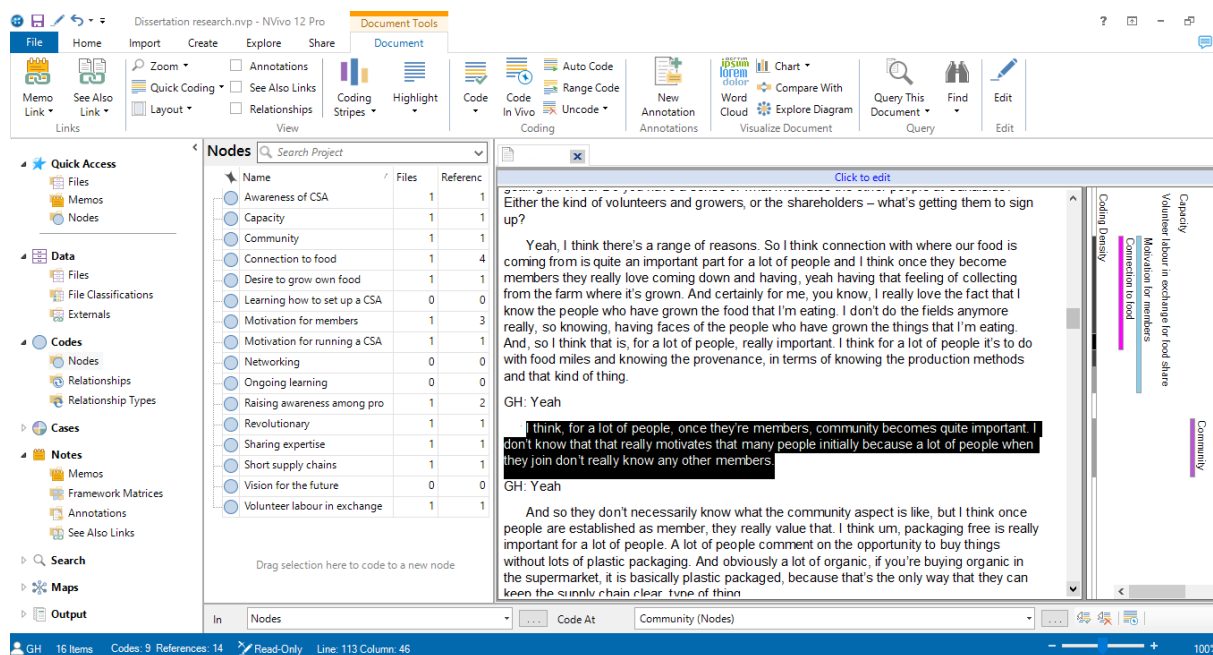 Dissertation research.nvp - NVivo 12 Pro
Document Tools
?
File Home Import Create Explore Share Document
Memo Link
See Also Link
Links
Zoom
Quick Coding
Layout
Annotations
See Also Links
Relationships
View
Coding Stripes
Highlight
Code
Code In Vivo
Auto Code
Range Code
Uncode
Coding
New Annotation
Annotations
lorem
dolor
Word Cloud
Chart
Compare With
Explore Diagram
Visualize Document
Query This Document
Find
Query
Edit
Edit
Quick Access
Files
Memos
Nodes
Data
Files
File Classifications
Externals
Codes
Nodes
Relationships
Relationship Types
Cases
Notes
Memos
Framework Matrices
Annotations
See Also Links
Search
Maps
Output
Nodes
Search Project
Name Files Referenc
Awareness of CSA 1 1
Capacity 1 1
Community 1 1
Connection to food 1 4
Desire to grow own food 1 1
Learning how to set up a CSA 0 0
Motivation for members 1 3
Motivation for running a CSA 1 1
Networking 0 0
Ongoing learning 0 0
Raising awareness among pro 1 2
Revolutionary 1 1
Sharing expertise 1 1
Short supply chains 1 1
Vision for the future 0 0
Volunteer labour in exchange 1 1
Drag selection here to code to a new node
Click to edit
Either the kind of volunteers and growers, or the shareholders – what's getting them to sign
up?
Yeah, I think there's a range of reasons. So I think connection with where our food is
coming from is quite an important part for a lot of people and I think once they become
members they really love coming down and having, yeah having that feeling of collecting
from the farm where it's grown. And certainly for me, you know, I really love the fact that I
know the people who have grown the food that I'm eating. I don't do the fields anymore
really, so knowing, having faces of the people who have grown the things that I'm eating.
And, so I think that is, for a lot of people, really important. I think for a lot of people it's to do
with food miles and knowing the provenance, in terms of knowing the production methods
and that kind of thing.
GH: Yeah
I think, for a lot of people, once they're members, community becomes quite important. I
don't know that that really motivates that many people initially because a lot of people when
they join don't really know any other members.
GH: Yeah
And so they don't necessarily know what the community aspect is like, but I think once
people are established as member, they really value that. I think um, packaging free is really
important for a lot of people. A lot of people comment on the opportunity to buy things
without lots of plastic packaging. And obviously a lot of organic, if you're buying organic in
the supermarket, it is basically plastic packaged, because that's the only way that they can
keep the supply chain clear, type of thing.
Coding Density
Connection to food
Motivation for members
Volunteer labour in exchange for food share
Capacity
Community
In Nodes ... Code At Community (Nodes) ...
GH 16 Items Codes: 9 References: 14 Read-Only Line: 113 Column: 46
100%